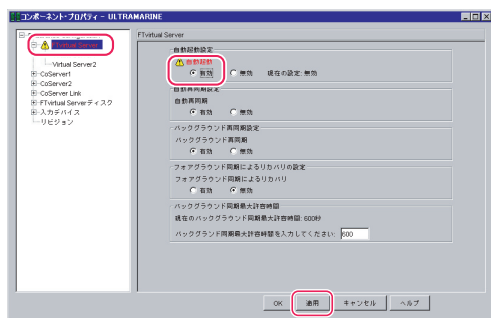 コンポーネント・プロパティ - ULTRAMARINE
FTvirtual Server
Virtual Server2
CoServer1
CoServer2
CoServer Link
FTvirtual Serverディスク
入力デバイス
リビジョン
FTvirtual Server
自動起動設定
自動起動
有効 無効 現在の設定: 無効
自動再同期設定
自動再同期
有効 無効
バックグラウンド再同期設定
バックグラウンド再同期
有効 無効
フォアグラウンド同期によるリカバリの設定
フォアグラウンド同期によるリカバリ
有効 無効
バックグラウンド同期最大許容時間
現在のバックグラウンド同期最大許容時間: 600秒
バックグランド同期最大許容時間を入力してください: 600
OK 適用 キャンセル ヘルプ